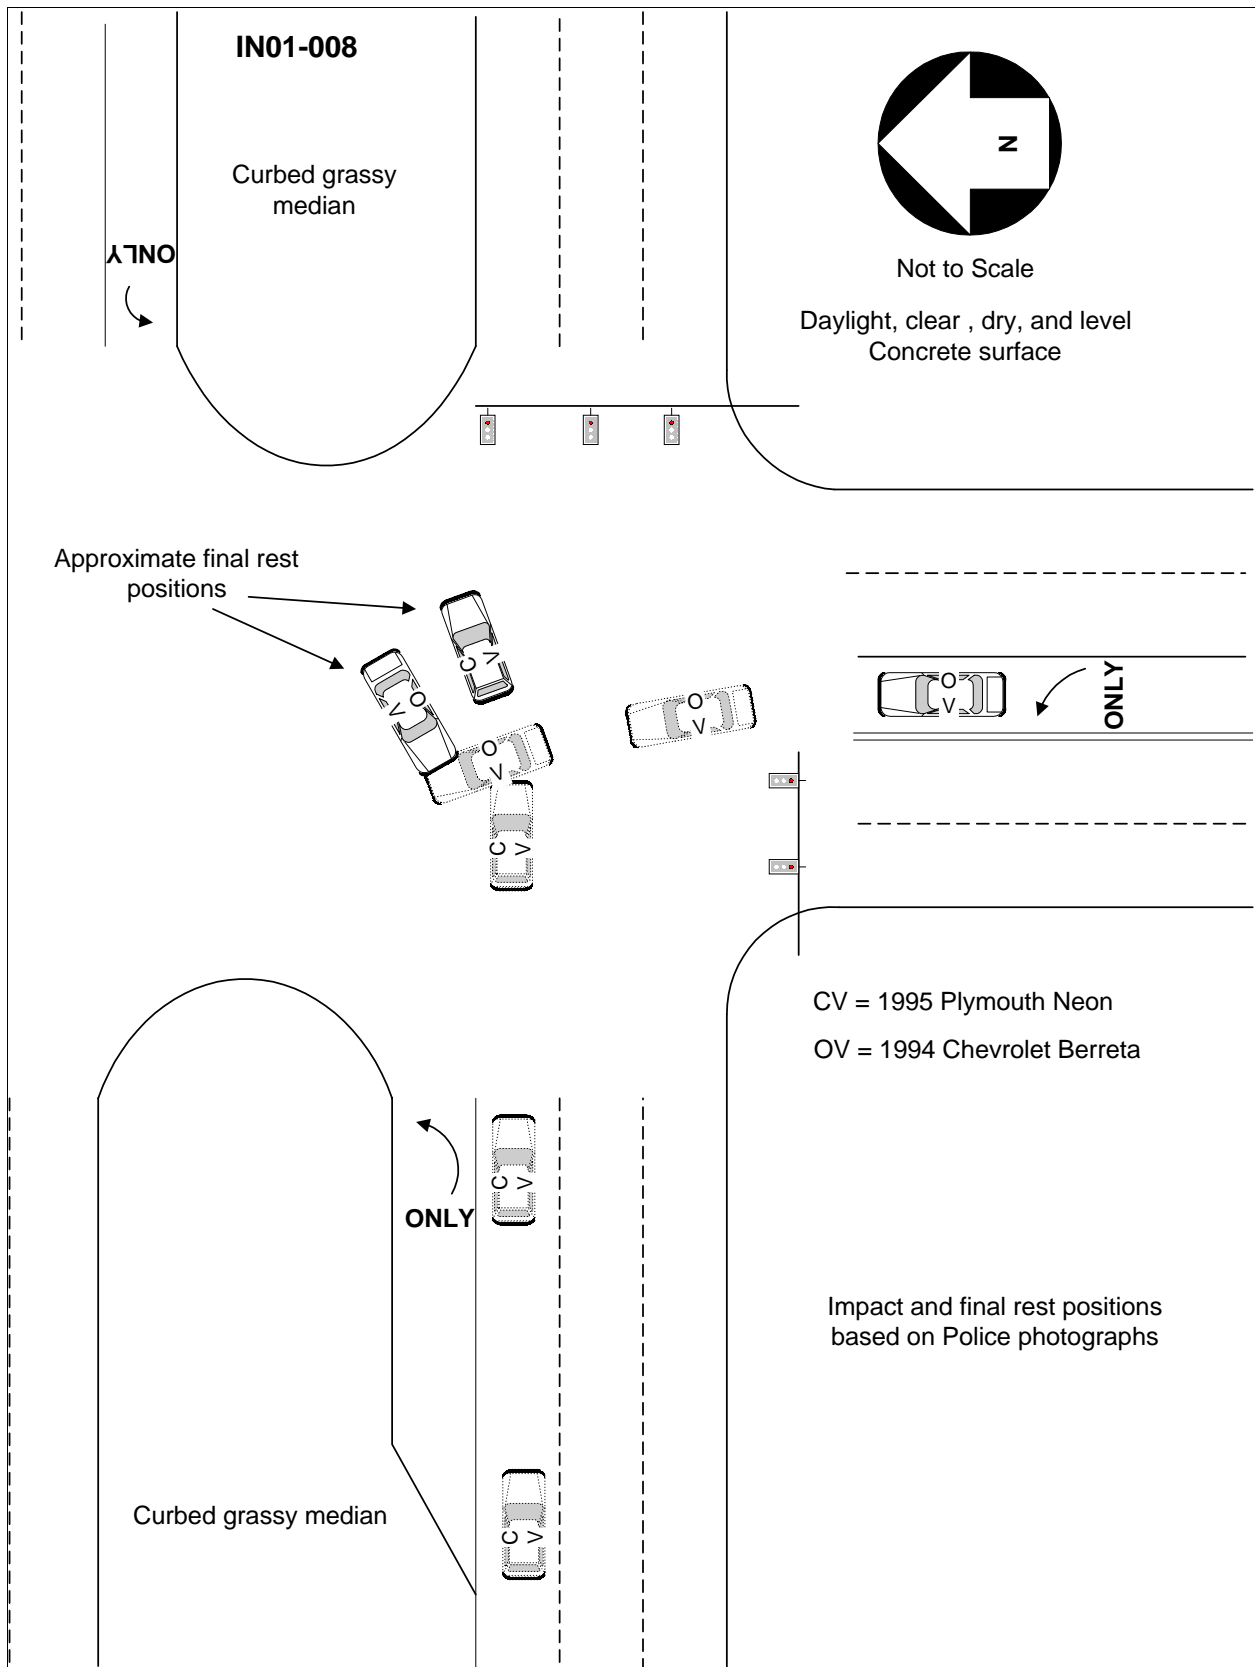 IN01-008
N
Curbed grassy
median
ONLY
Not to Scale
Daylight, clear , dry, and level
Concrete surface
Approximate final rest
positions
CV
OV
OV
OV
ONLY
OV
CV
CV = 1995 Plymouth Neon
OV = 1994 Chevrolet Berreta
CV
ONLY
Impact and final rest positions
based on Police photographs
Curbed grassy median
CV